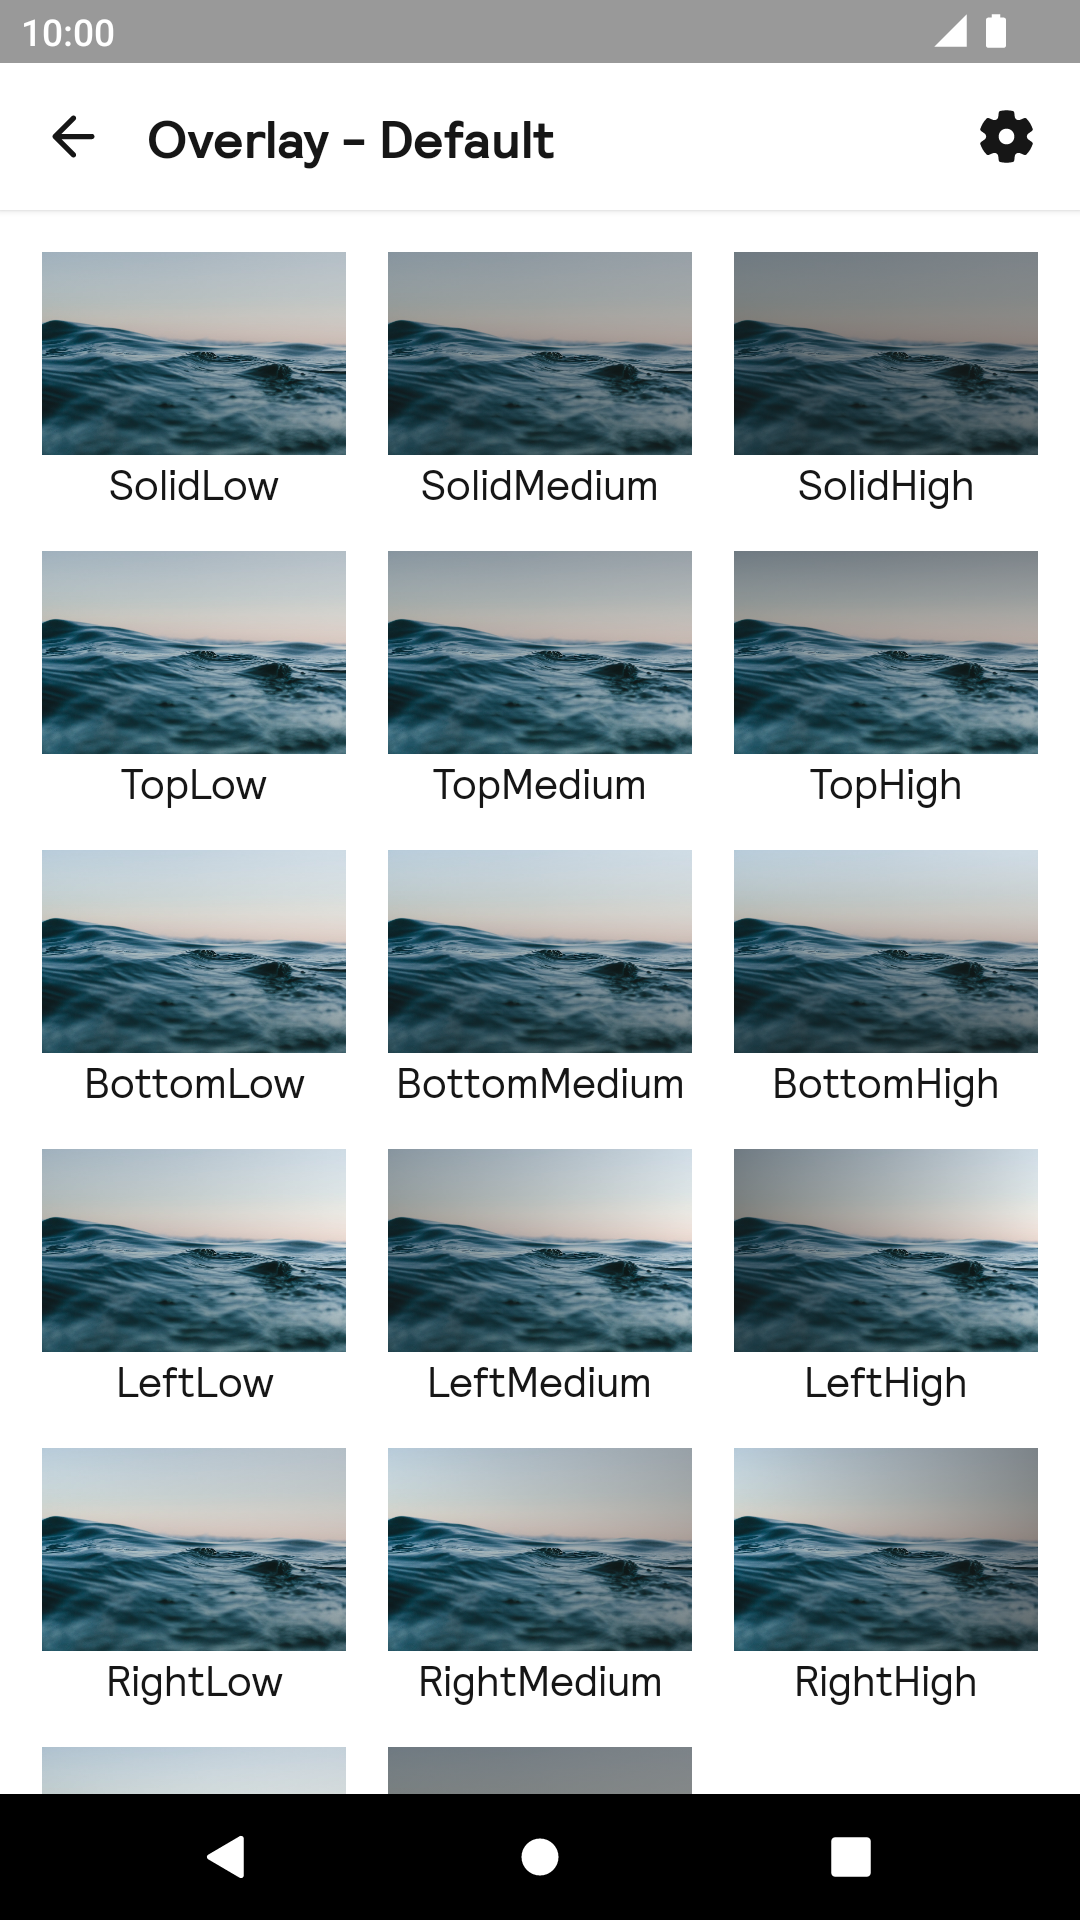 10:00
Overlay - Default
SolidLow
SolidMedium
SolidHigh
TopLow
TopMedium
TopHigh
BottomLow
BottomMedium
BottomHigh
LeftLow
LeftMedium
LeftHigh
RightLow
RightMedium
RightHigh